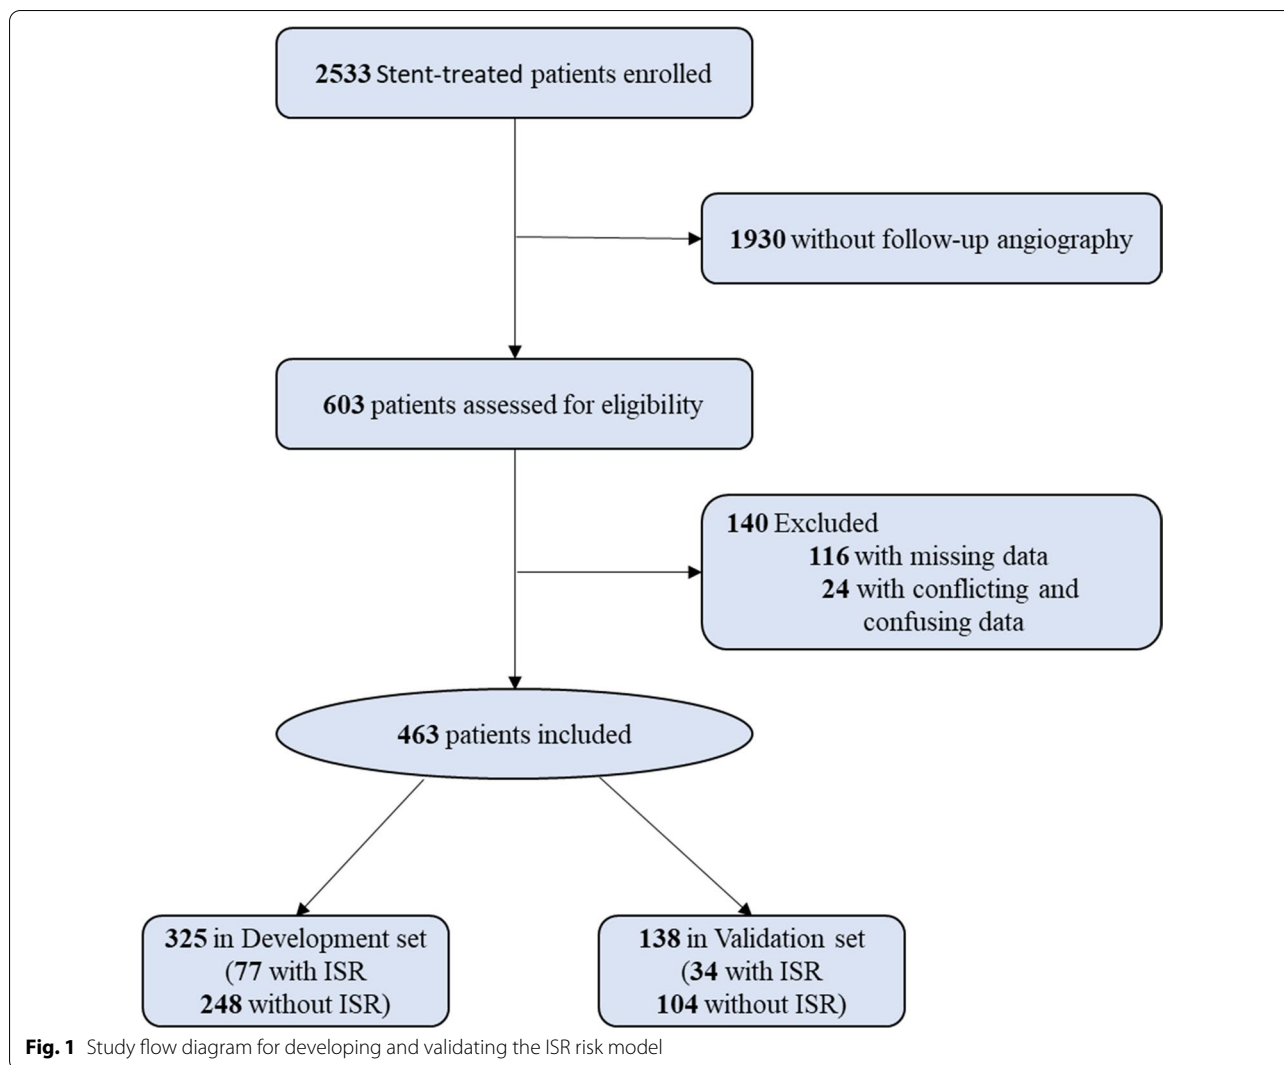 2533 Stent-treated patients enrolled
1930 without follow-up angiography
603 patients assessed for eligibility
140 Excluded
116 with missing data
24 with conflicting and
confusing data
463 patients included
325 in Development set
(77 with ISR
248 without ISR)
138 in Validation set
(34 with ISR
104 without ISR)
Fig. 1 Study flow diagram for developing and validating the ISR risk model